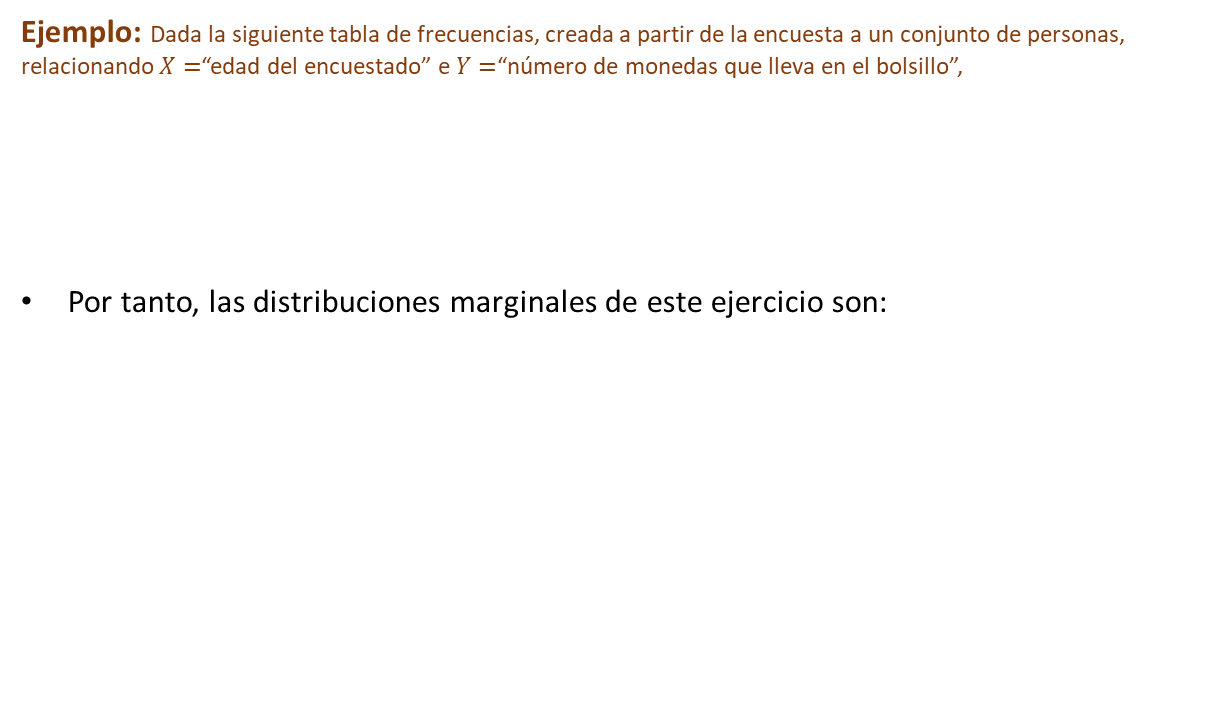 Ejemplo: Dada la siguiente tabla de frecuencias, creada a partir de la encuesta a un conjunto de personas,
relacionando X =“edad del encuestado” e Y =“número de monedas que lleva en el bolsillo”,
• Por tanto, las distribuciones marginales de este ejercicio son: